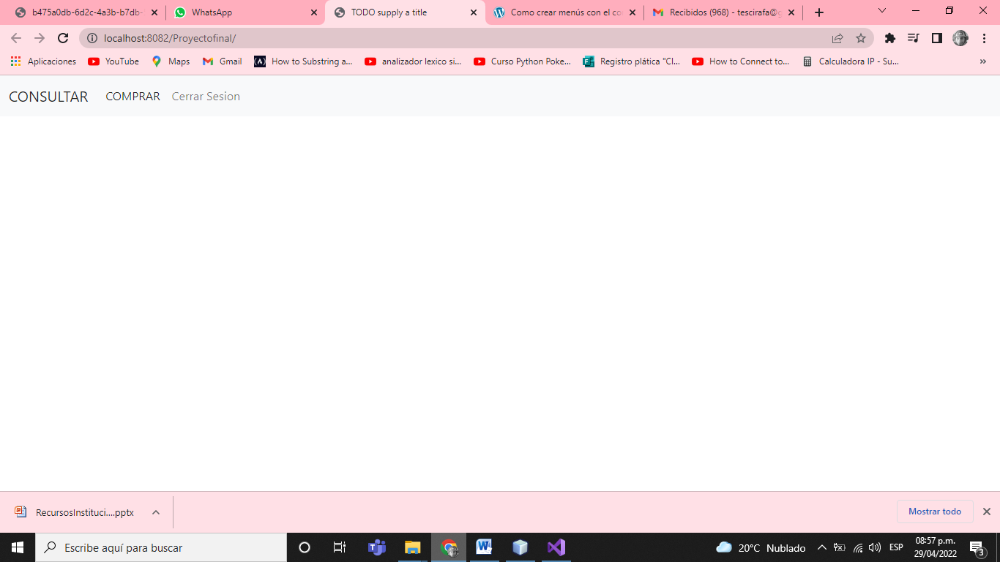 b475a0db-6d2c-4a3b-b7db- WhatsApp TODO supply a title Como crear menús con el co Recibidos (968) - tescirafa@g
localhost:8082/Proyectofinal/
Aplicaciones YouTube Maps Gmail How to Substring a... analizador lexico si... Curso Python Poke... Registro plática "Cl... How to Connect to... Calculadora IP - Su... »
CONSULTAR COMPRAR Cerrar Sesion
RecursosInstituci....pptx Mostrar todo
Escribe aquí para buscar 20°C Nublado ESP 08:57 p.m.
29/04/2022 3